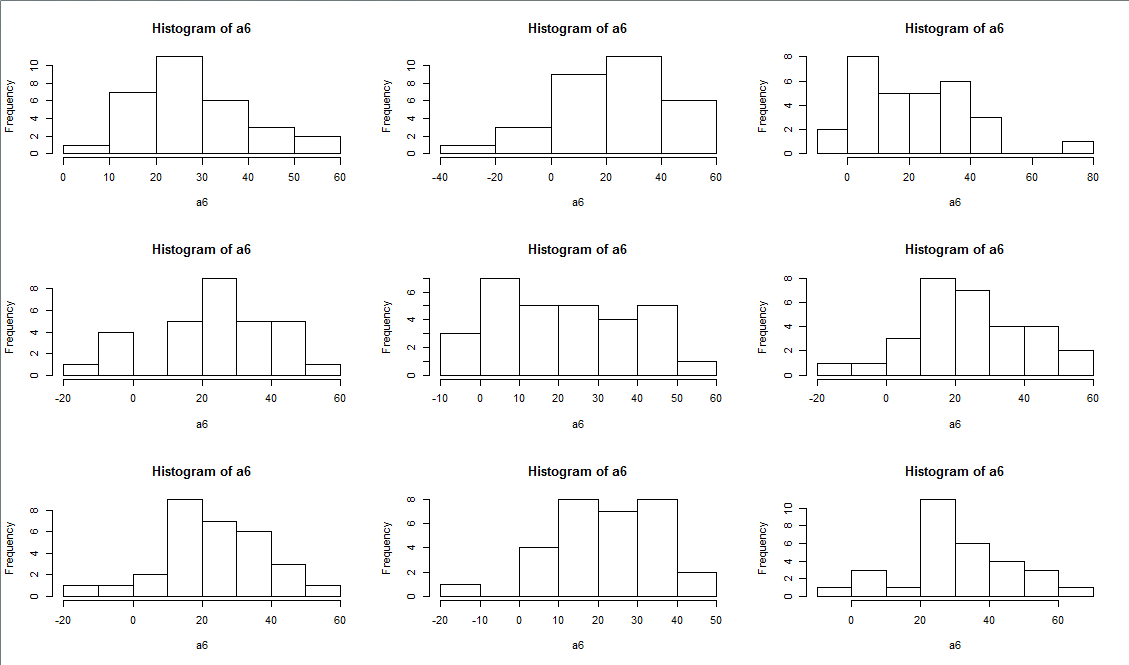 Histogram of a6 Histogram of a6 Histogram of a6
Frequency 0 2 4 6 8 10 Frequency 0 2 4 6 8 10 Frequency 0 2 4 6 8
0 10 20 30 40 50 60 -40 -20 0 20 40 60 0 20 40 60 80
a6 a6 a6
Histogram of a6 Histogram of a6 Histogram of a6
Frequency 0 2 4 6 8 Frequency 0 2 4 6 Frequency 0 2 4 6 8
-20 0 20 40 60 -10 0 10 20 30 40 50 60 -20 0 20 40 60
a6 a6 a6
Histogram of a6 Histogram of a6 Histogram of a6
Frequency 0 2 4 6 8 Frequency 0 2 4 6 8 Frequency 0 2 4 6 8 10
-20 0 20 40 60 -20 -10 0 10 20 30 40 50 0 20 40 60
a6 a6 a6